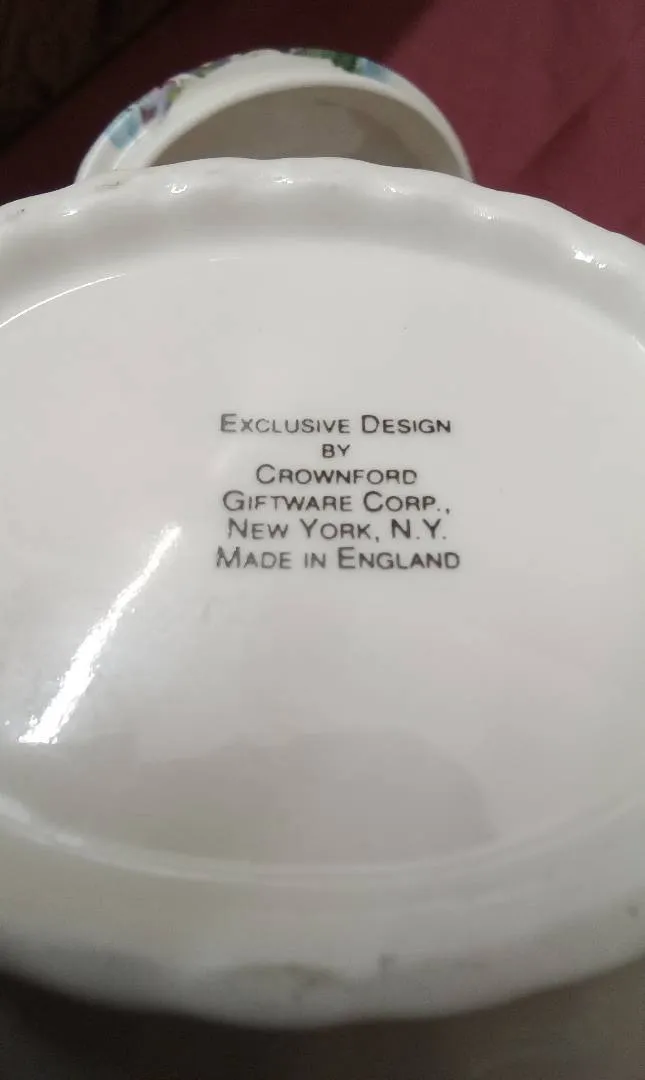 Exclusive Design
by
Crownford
Giftware Corp.,
New York, N.Y.
Made in England